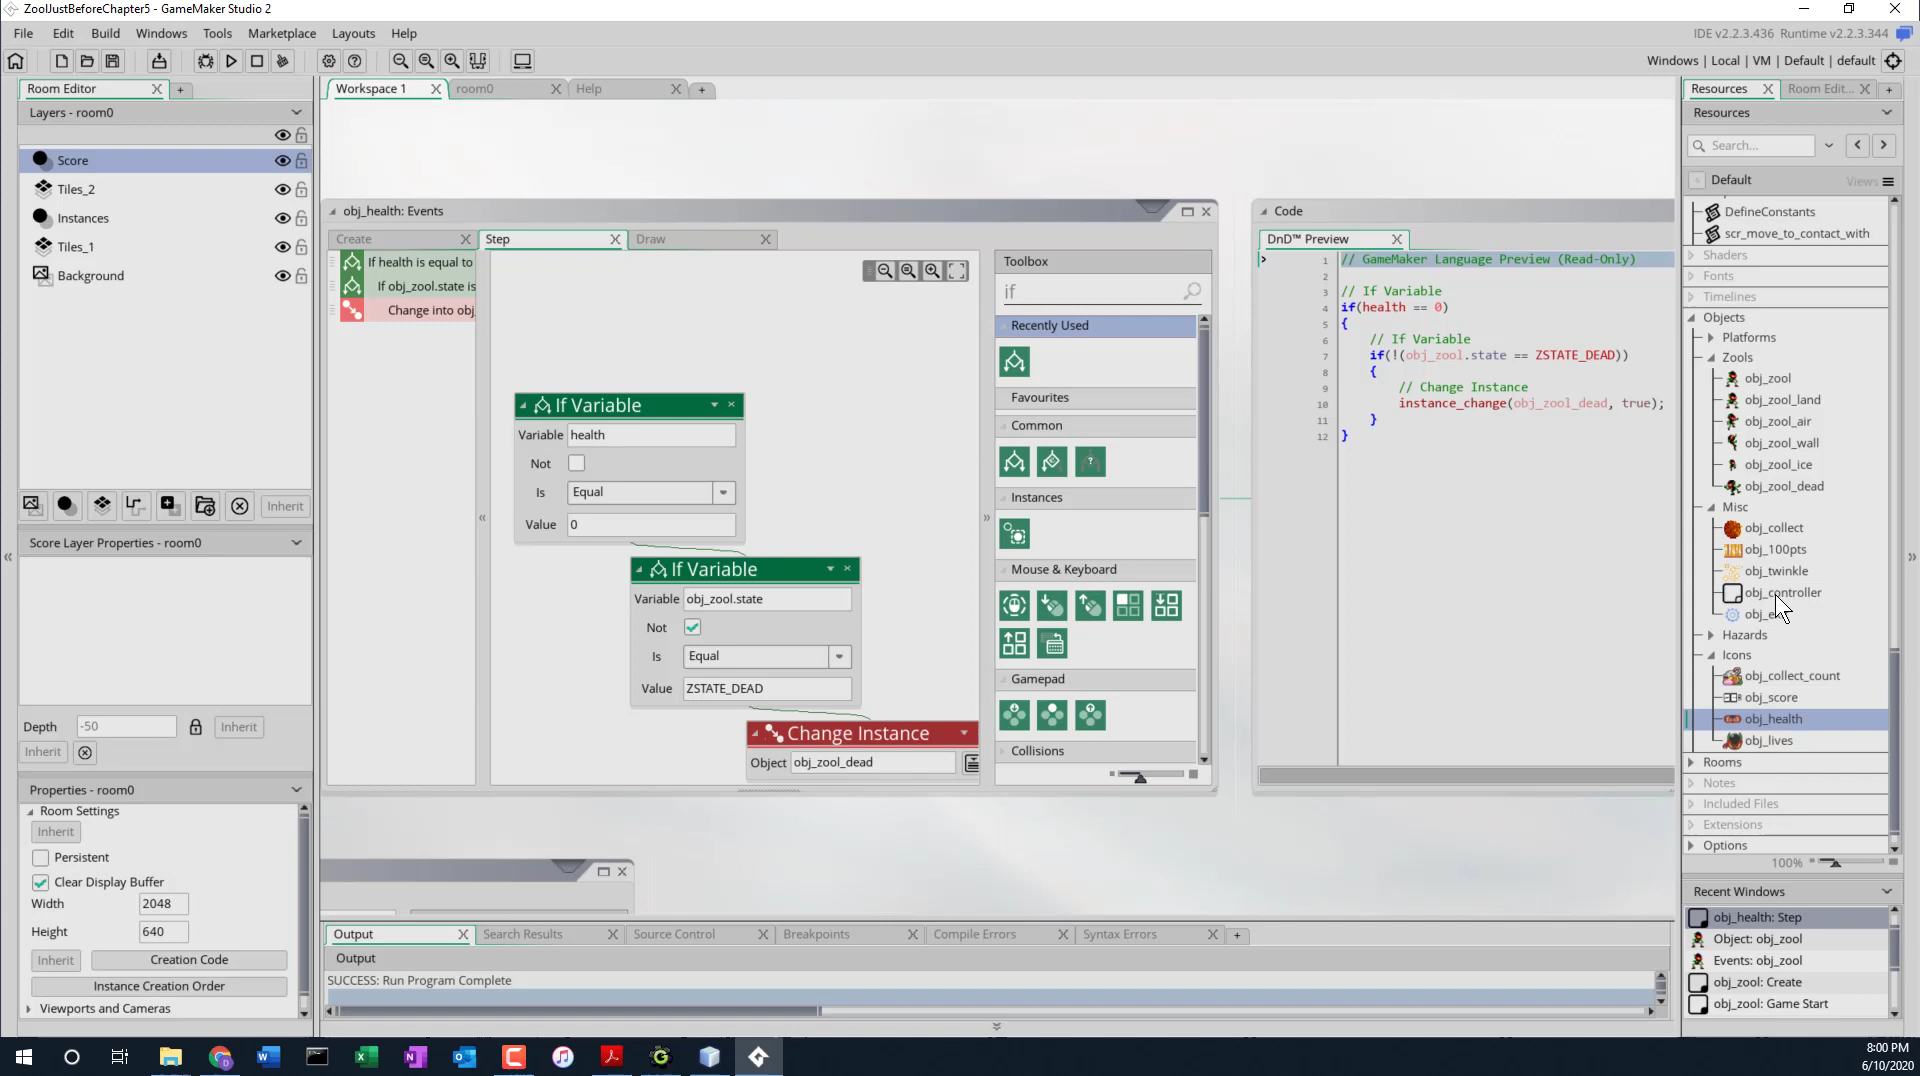 ZoolJustBeforeChapter5 - GameMaker Studio 2
File Edit Build Windows Tools Marketplace Layouts Help
IDE v2.2.3.436 Runtime v2.2.3.344
Windows | Local | VM | Default | default
Room Editor
Layers - room0
Score
Tiles_2
Instances
Tiles_1
Background
Inherit
Score Layer Properties - room0
Depth -50 Inherit
Inherit
Properties - room0
Room Settings
Inherit
Persistent
Clear Display Buffer
Width 2048
Height 640
Inherit Creation Code
Instance Creation Order
Viewports and Cameras
Workspace 1 room0 Help
obj_health: Events
Create Step Draw
If health is equal to
If obj_zool.state is
Change into obj_
If Variable
Variable health
Not
Is Equal
Value 0
If Variable
Variable obj_zool.state
Not
Is Equal
Value ZSTATE_DEAD
Change Instance
Object obj_zool_dead
Toolbox
if
Recently Used
Favourites
Common
Instances
Mouse & Keyboard
Gamepad
Collisions
Code
DnD™ Preview
1 // GameMaker Language Preview (Read-Only)
2
3 // If Variable
4 if(health == 0)
5 {
6 // If Variable
7 if(!(obj_zool.state == ZSTATE_DEAD))
8 {
9 // Change Instance
10 instance_change(obj_zool_dead, true);
11 }
12 }
Output Search Results Source Control Breakpoints Compile Errors Syntax Errors
Output
SUCCESS: Run Program Complete
Resources Room Edit...
Resources
Search...
Default Views
DefineConstants
scr_move_to_contact_with
Shaders
Fonts
Timelines
Objects
Platforms
Zools
obj_zool
obj_zool_land
obj_zool_air
obj_zool_wall
obj_zool_ice
obj_zool_dead
Misc
obj_collect
obj_100pts
obj_twinkle
obj_controller
Hazards
Icons
obj_collect_count
obj_score
obj_health
obj_lives
Rooms
Notes
Included Files
Extensions
Options
100%
Recent Windows
obj_health: Step
Object: obj_zool
Events: obj_zool
obj_zool: Create
obj_zool: Game Start
8:00 PM
6/10/2020